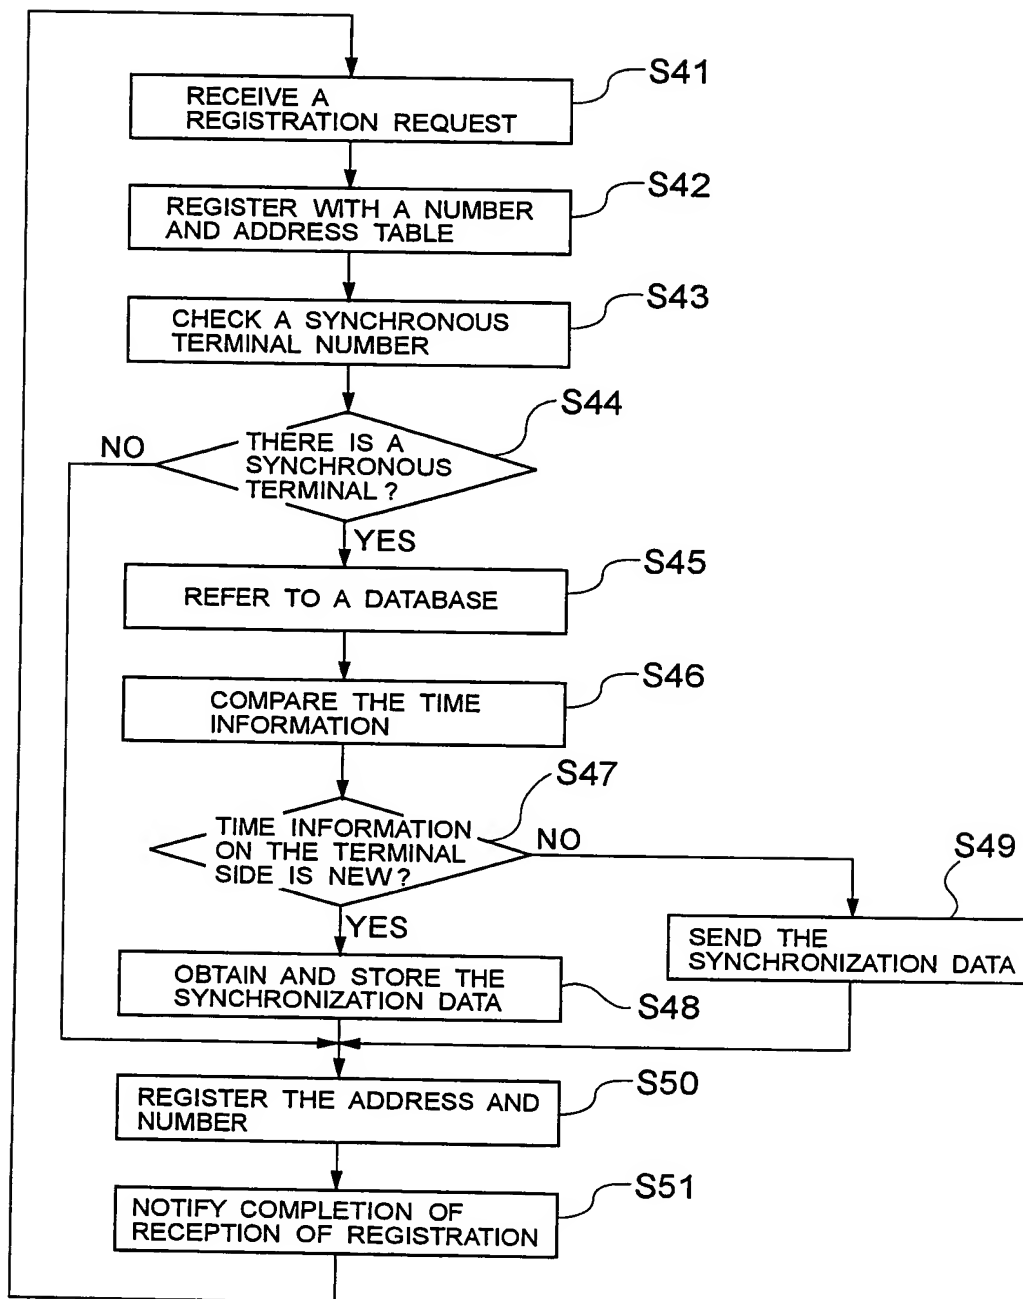 S41
RECEIVE A
REGISTRATION REQUEST
S42
REGISTER WITH A NUMBER
AND ADDRESS TABLE
S43
CHECK A SYNCHRONOUS
TERMINAL NUMBER
S44
NO
THERE IS A
SYNCHRONOUS
TERMINAL ?
YES
S45
REFER TO A DATABASE
S46
COMPARE THE TIME
INFORMATION
S47
TIME INFORMATION
ON THE TERMINAL
SIDE IS NEW ?
NO
YES
S49
SEND THE
SYNCHRONIZATION DATA
OBTAIN AND STORE THE
SYNCHRONIZATION DATA
S48
S50
REGISTER THE ADDRESS AND
NUMBER
S51
NOTIFY COMPLETION OF
RECEPTION OF REGISTRATION